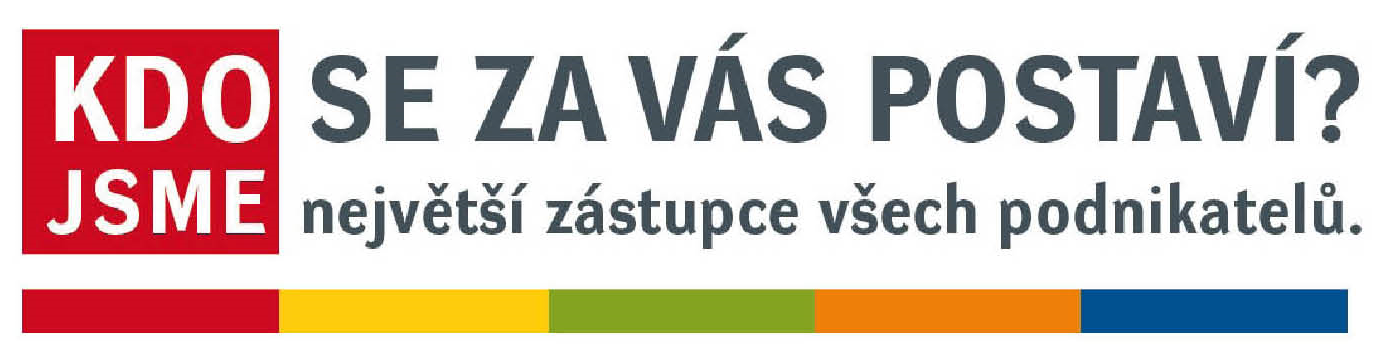 KDO SE ZA VÁS POSTAVÍ?
JSME největší zástupce všech podnikatelů.